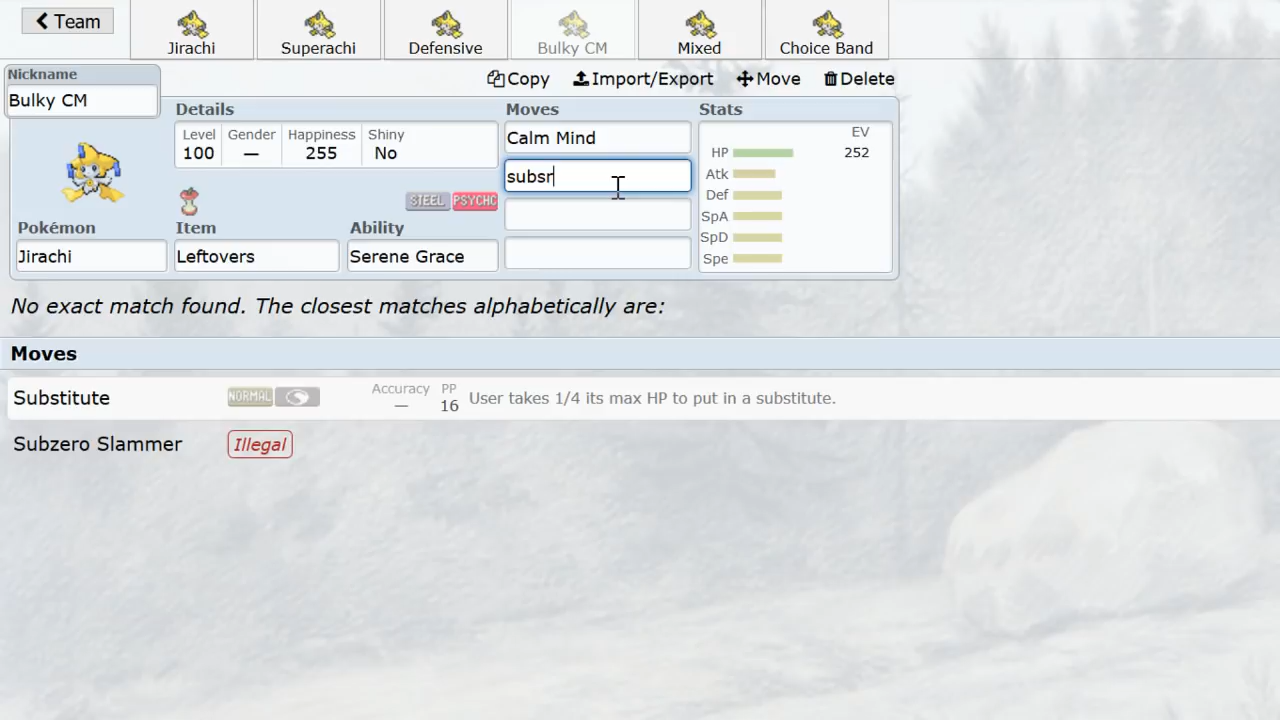 Team
Jirachi
Superachi
Defensive
Bulky CM
Mixed
Choice Band
Copy
Import/Export
Move
Delete
Nickname
Bulky CM
Details
Level
100
Gender
—
Happiness
255
Shiny
No
STEEL
PSYCHC
Pokémon
Jirachi
Item
Leftovers
Ability
Serene Grace
Moves
Calm Mind
subsr
Stats
EV
HP
252
Atk
Def
SpA
SpD
Spe
No exact match found. The closest matches alphabetically are:
Moves
Substitute
NORMAL
Accuracy
—
PP
16
User takes 1/4 its max HP to put in a substitute.
Subzero Slammer
Illegal